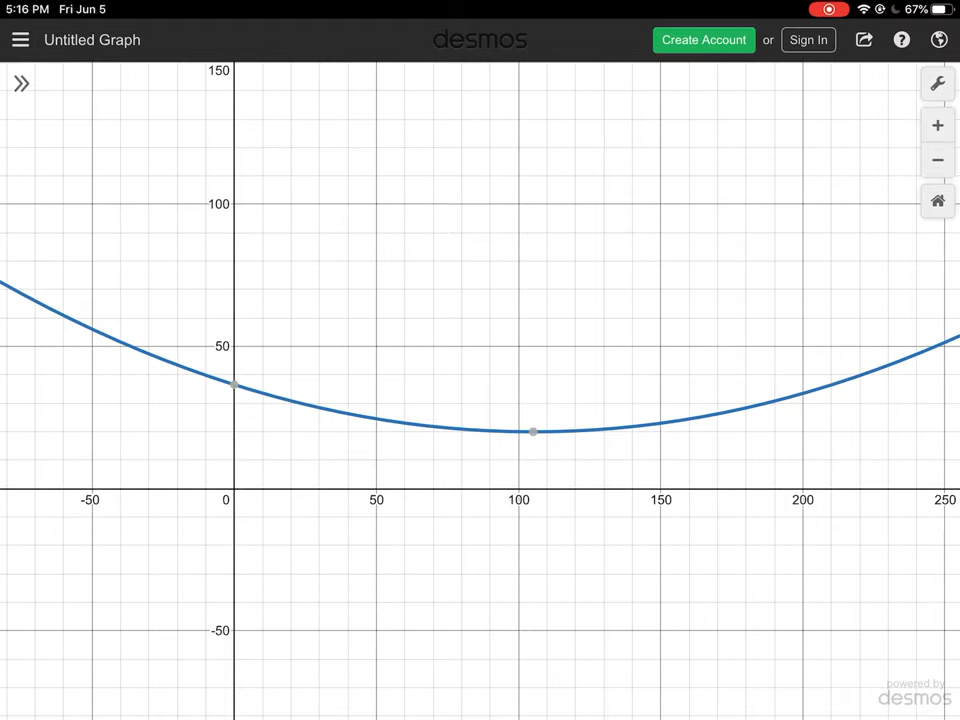 5:16 PM Fri Jun 5 67%
Untitled Graph desmos Create Account or Sign In
150
100
50
-50 0 50 100 150 200 250
-50
powered by
desmos